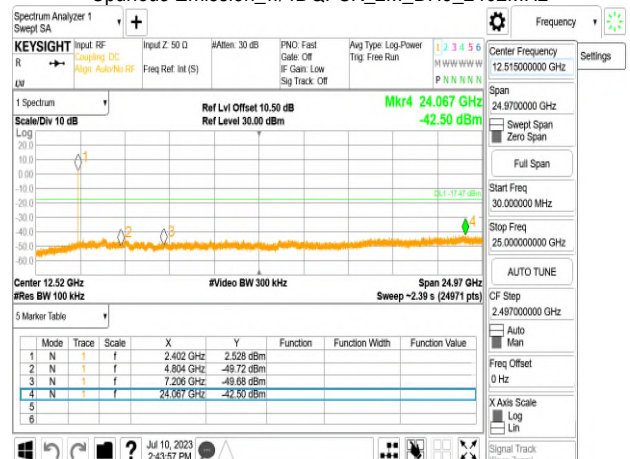 Spectrum Analyzer 1
Swept SA
Frequency
KEYSIGHT Input: RF
R
Coupling: DC
Align: Auto/No RF
Input Z: 50 Ω
Freq Ref: Int (S)
#Atten: 30 dB
PNO: Fast
Gate: Off
IF Gain: Low
Sig Track: Off
Avg Type: Log-Power
Trig: Free Run
1 2 3 4 5 6
M W W W W W
P N N N N N
1 Spectrum
Scale/Div 10 dB
Ref Lvl Offset 10.50 dB
Ref Level 30.00 dBm
Mkr4 24.067 GHz
-42.50 dBm
Log
20.0
10.0
0.00
-10.0
-20.0
-30.0
-40.0
-50.0
-60.0
DL1 -17.47 dBm
1
2
3
4
Center 12.52 GHz
#Res BW 100 kHz
#Video BW 300 kHz
Span 24.97 GHz
Sweep ~2.39 s (24971 pts)
5 Marker Table
Mode Trace Scale X Y Function Function Width Function Value
1 N 1 f 2.402 GHz 2.528 dBm
2 N 1 f 4.804 GHz -49.72 dBm
3 N 1 f 7.206 GHz -49.68 dBm
4 N 1 f 24.067 GHz -42.50 dBm
5
6
Jul 10, 2023
2:43:57 PM
Center Frequency
12.515000000 GHz
Span
24.9700000 GHz
Swept Span
Zero Span
Full Span
Start Freq
30.000000 MHz
Stop Freq
25.000000000 GHz
AUTO TUNE
CF Step
2.497000000 GHz
Auto
Man
Freq Offset
0 Hz
X Axis Scale
Log
Lin
Signal Track
Settings